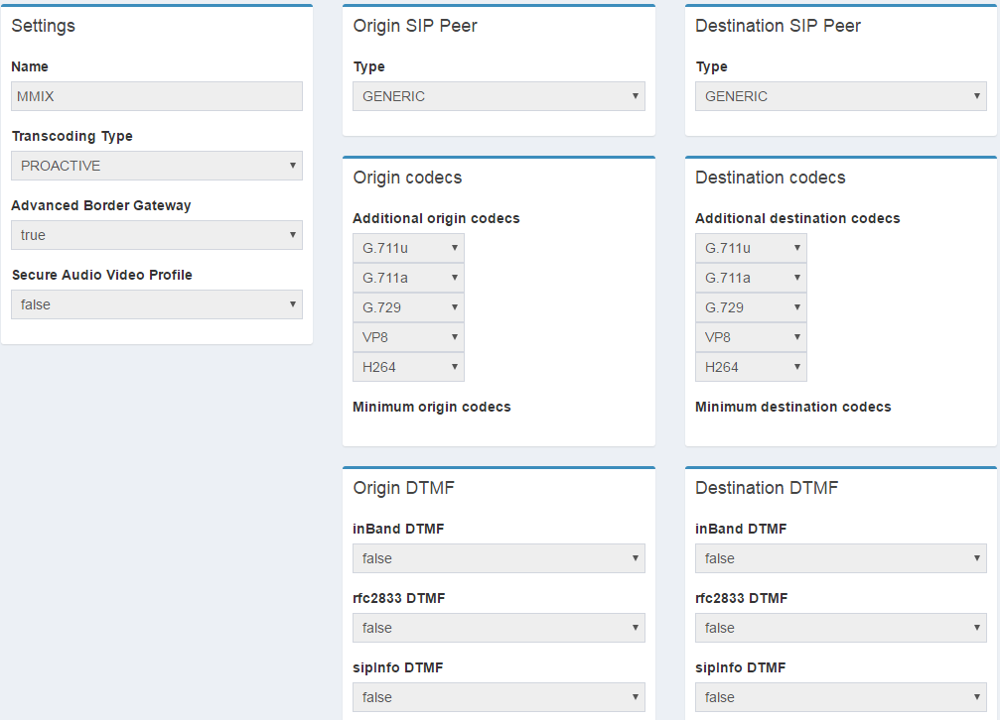 Settings
Name
MMIX
Transcoding Type
PROACTIVE
Advanced Border Gateway
true
Secure Audio Video Profile
false
Origin SIP Peer
Type
GENERIC
Origin codecs
Additional origin codecs
G.711u
G.711a
G.729
VP8
H264
Minimum origin codecs
Origin DTMF
inBand DTMF
false
rfc2833 DTMF
false
sipInfo DTMF
false
Destination SIP Peer
Type
GENERIC
Destination codecs
Additional destination codecs
G.711u
G.711a
G.729
VP8
H264
Minimum destination codecs
Destination DTMF
inBand DTMF
false
rfc2833 DTMF
false
sipInfo DTMF
false